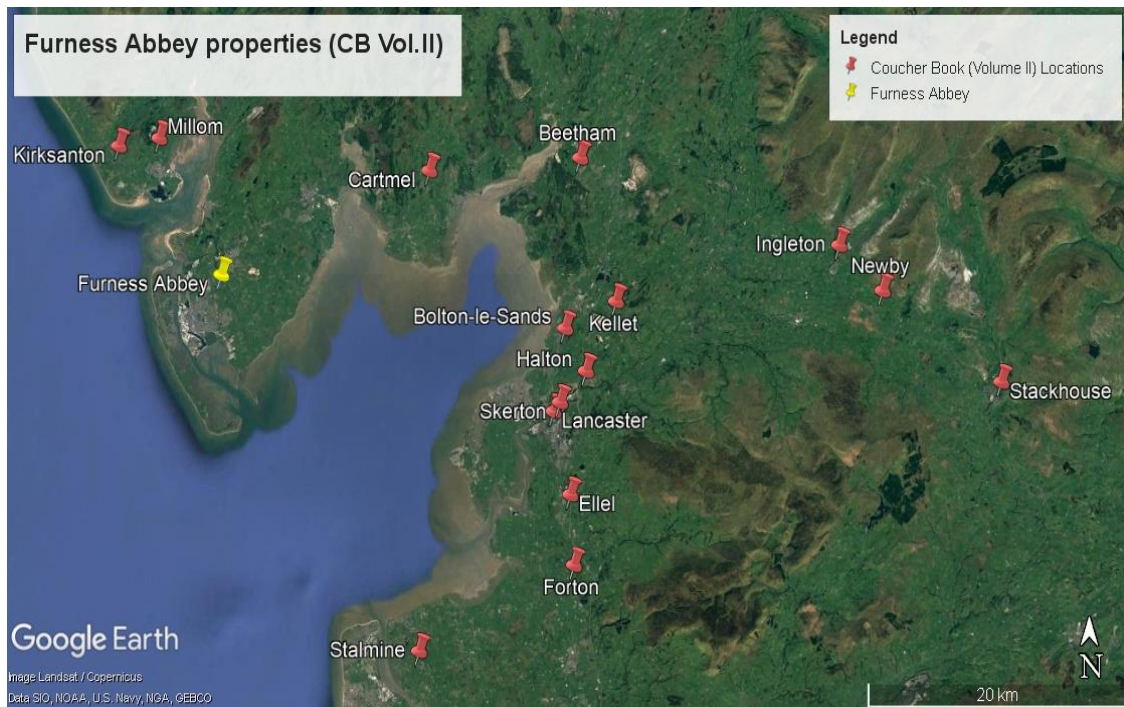 Furness Abbey properties (CB Vol.II)
Legend
Coucher Book (Volume II) Locations
Furness Abbey
Millom
Kirksanton
Beetham
Cartmel
Ingleton
Newby
Furness Abbey
Bolton-le-Sands
Kellet
Halton
Stackhouse
Skerton
Lancaster
Ellel
Forton
Stalmine
Google Earth
Image Landsat / Copernicus
Data SIO, NOAA, U.S. Navy, NGA, GEBCO
N
20 km